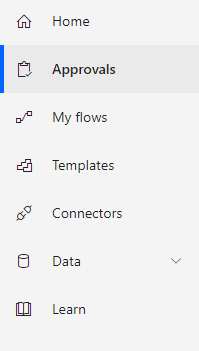 Home
Approvals
My flows
Templates
Connectors
Data
Learn